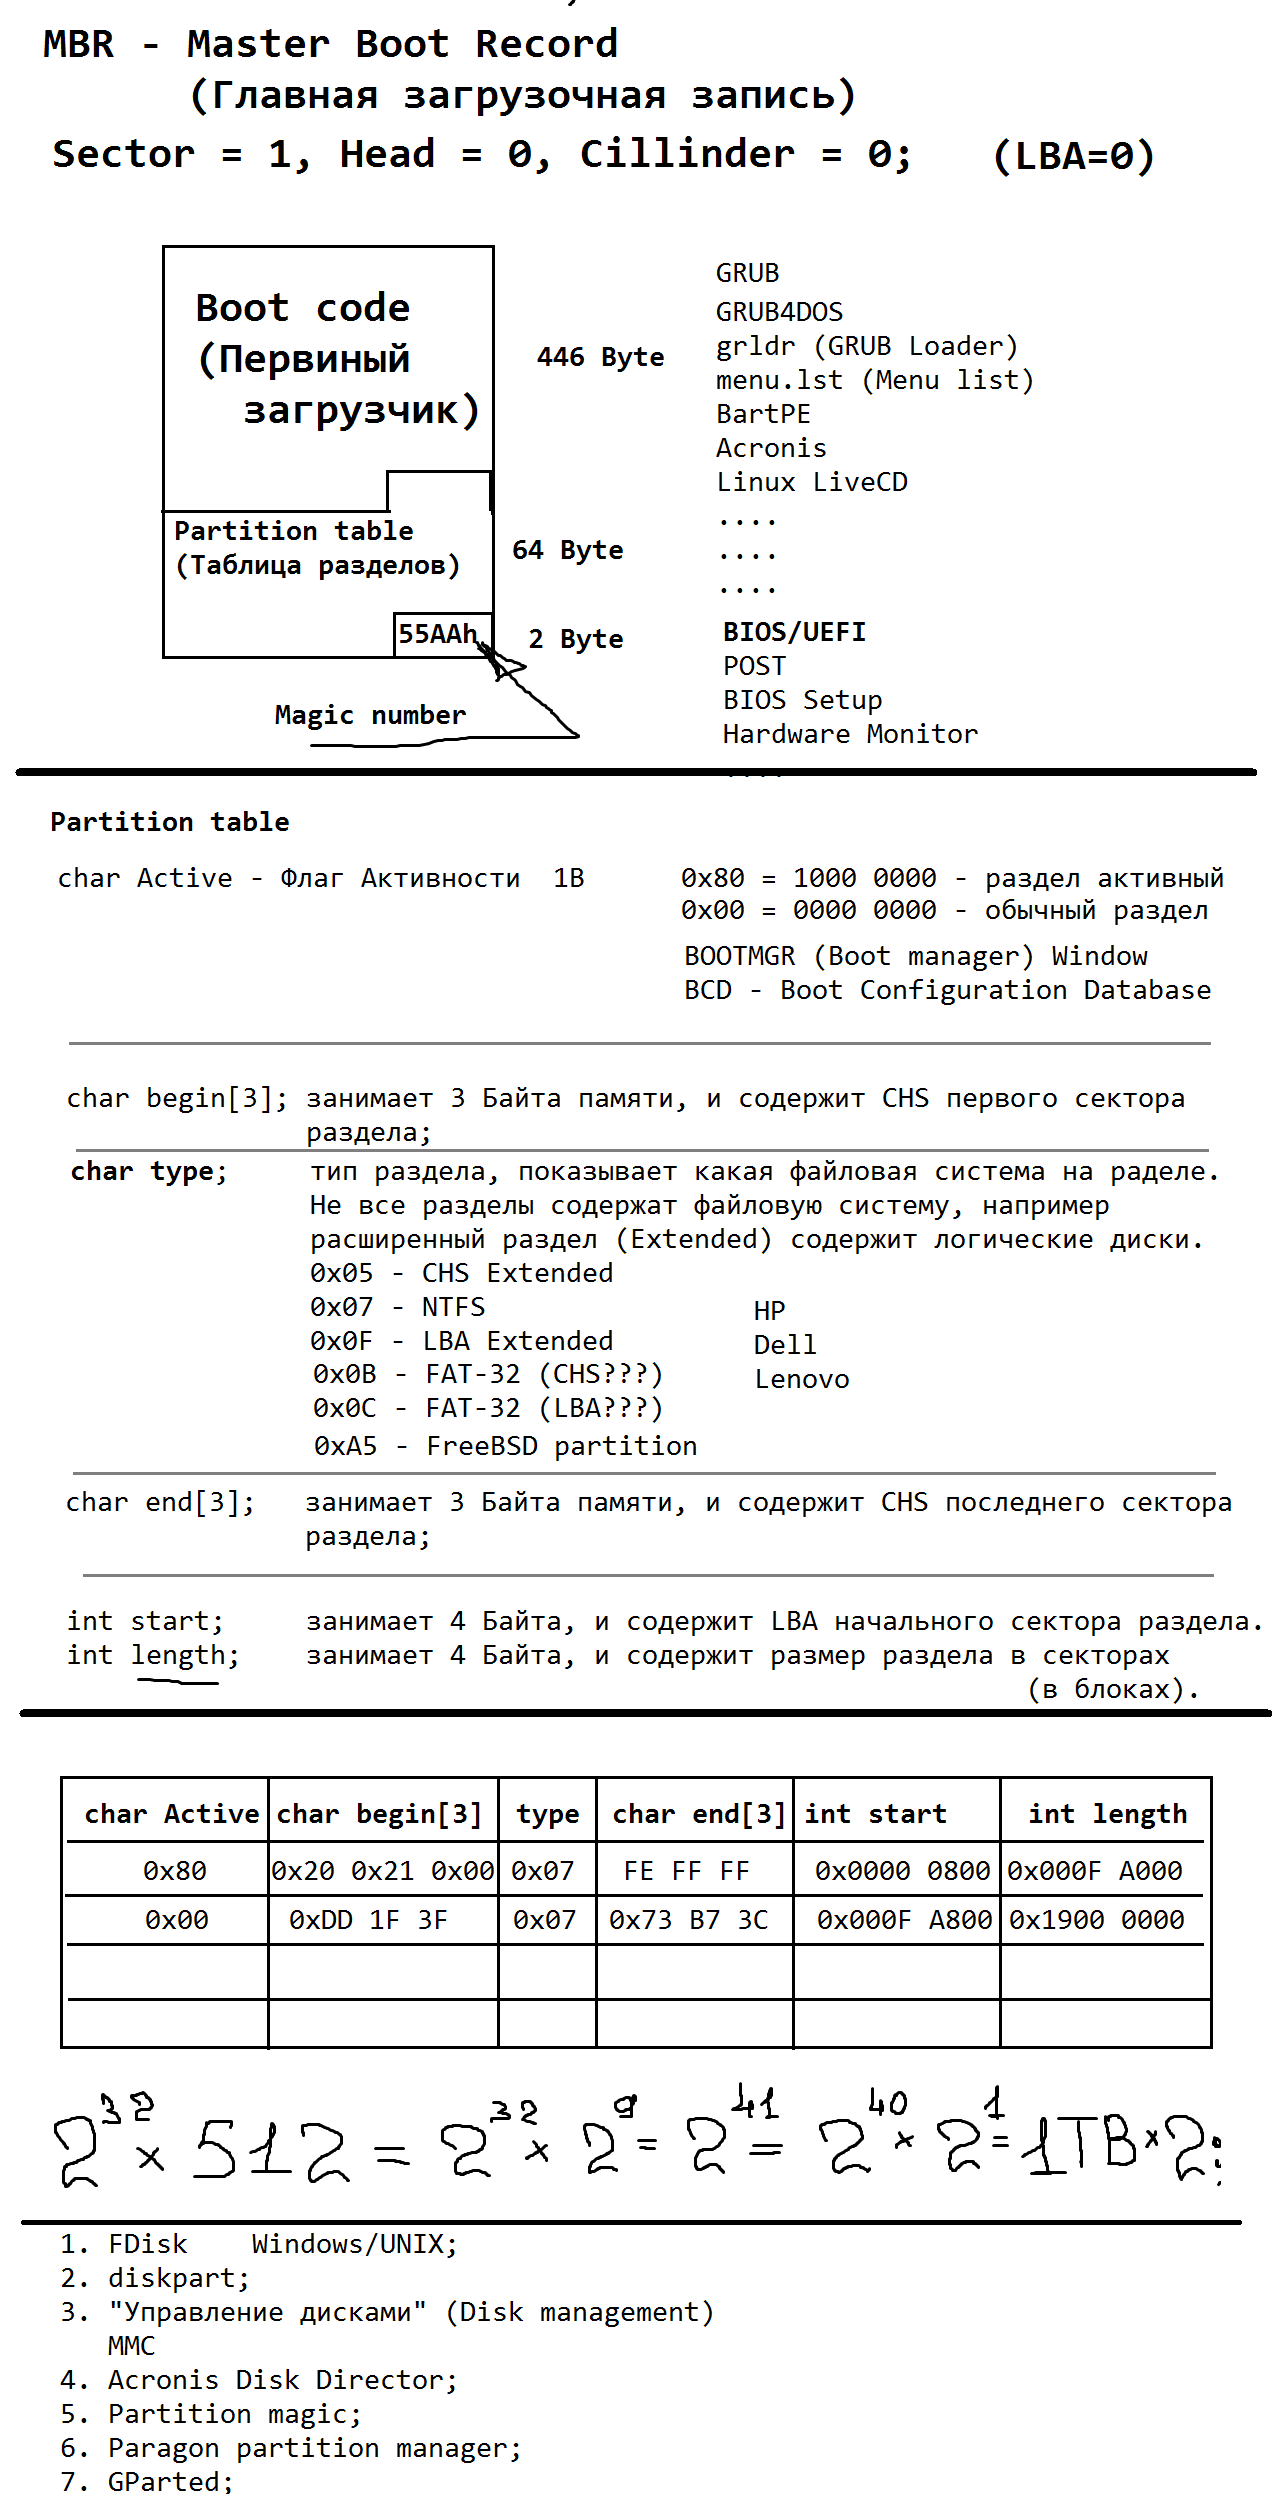 MBR - Master Boot Record
(Главная загрузочная запись)
Sector = 1, Head = 0, Cillinder = 0; (LBA=0)
Boot code
(Первиный
загрузчик)
446 Byte
Partition table
(Таблица разделов)
64 Byte
55AAh
2 Byte
Magic number
GRUB
GRUB4DOS
grldr (GRUB Loader)
menu.lst (Menu list)
BartPE
Acronis
Linux LiveCD
....
....
....
BIOS/UEFI
POST
BIOS Setup
Hardware Monitor
....
Partition table
char Active - Флаг Активности 1B
0x80 = 1000 0000 - раздел активный
0x00 = 0000 0000 - обычный раздел
BOOTMGR (Boot manager) Window
BCD - Boot Configuration Database
char begin[3]; занимает 3 Байта памяти, и содержит CHS первого сектора
раздела;
char type; тип раздела, показывает какая файловая система на раделе.
Не все разделы содержат файловую систему, например
расширенный раздел (Extended) содержит логические диски.
0x05 - CHS Extended
0x07 - NTFS
0x0F - LBA Extended
0x0B - FAT-32 (CHS???)
0x0C - FAT-32 (LBA???)
0xA5 - FreeBSD partition
HP
Dell
Lenovo
char end[3]; занимает 3 Байта памяти, и содержит CHS последнего сектора
раздела;
int start; занимает 4 Байта, и содержит LBA начального сектора раздела.
int length; занимает 4 Байта, и содержит размер раздела в секторах
(в блоках).
char Active char begin[3] type char end[3] int start int length
0x80 0x20 0x21 0x00 0x07 FE FF FF 0x0000 0800 0x000F A000
0x00 0xDD 1F 3F 0x07 0x73 B7 3C 0x000F A800 0x1900 0000
2^32 × 512 = 2^32 × 2^9 = 2^41 = 2^40 × 2^1 = 1TB × 2;
1. FDisk Windows/UNIX;
2. diskpart;
3. "Управление дисками" (Disk management)
MMC
4. Acronis Disk Director;
5. Partition magic;
6. Paragon partition manager;
7. GParted;